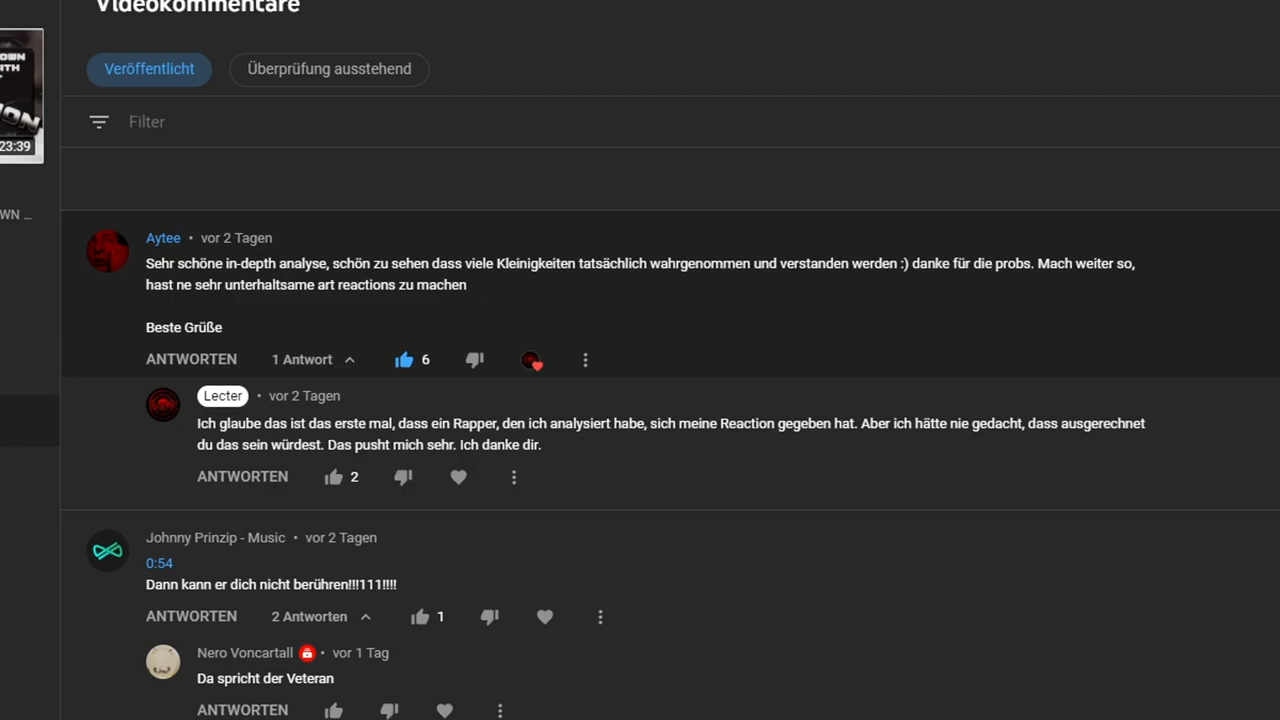 Videokommentare
OWN
ITH
ION
23:39
Veröffentlicht
Überprüfung ausstehend
Filter
WN ...
Aytee • vor 2 Tagen
Sehr schöne in-depth analyse, schön zu sehen dass viele Kleinigkeiten tatsächlich wahrgenommen und verstanden werden :) danke für die probs. Mach weiter so,
hast ne sehr unterhaltsame art reactions zu machen
Beste Grüße
ANTWORTEN 1 Antwort 6
Lecter • vor 2 Tagen
Ich glaube das ist das erste mal, dass ein Rapper, den ich analysiert habe, sich meine Reaction gegeben hat. Aber ich hätte nie gedacht, dass ausgerechnet
du das sein würdest. Das pusht mich sehr. Ich danke dir.
ANTWORTEN 2
Johnny Prinzip - Music • vor 2 Tagen
0:54
Dann kann er dich nicht berühren!!!111!!!!
ANTWORTEN 2 Antworten 1
Nero Voncartall • vor 1 Tag
Da spricht der Veteran
ANTWORTEN